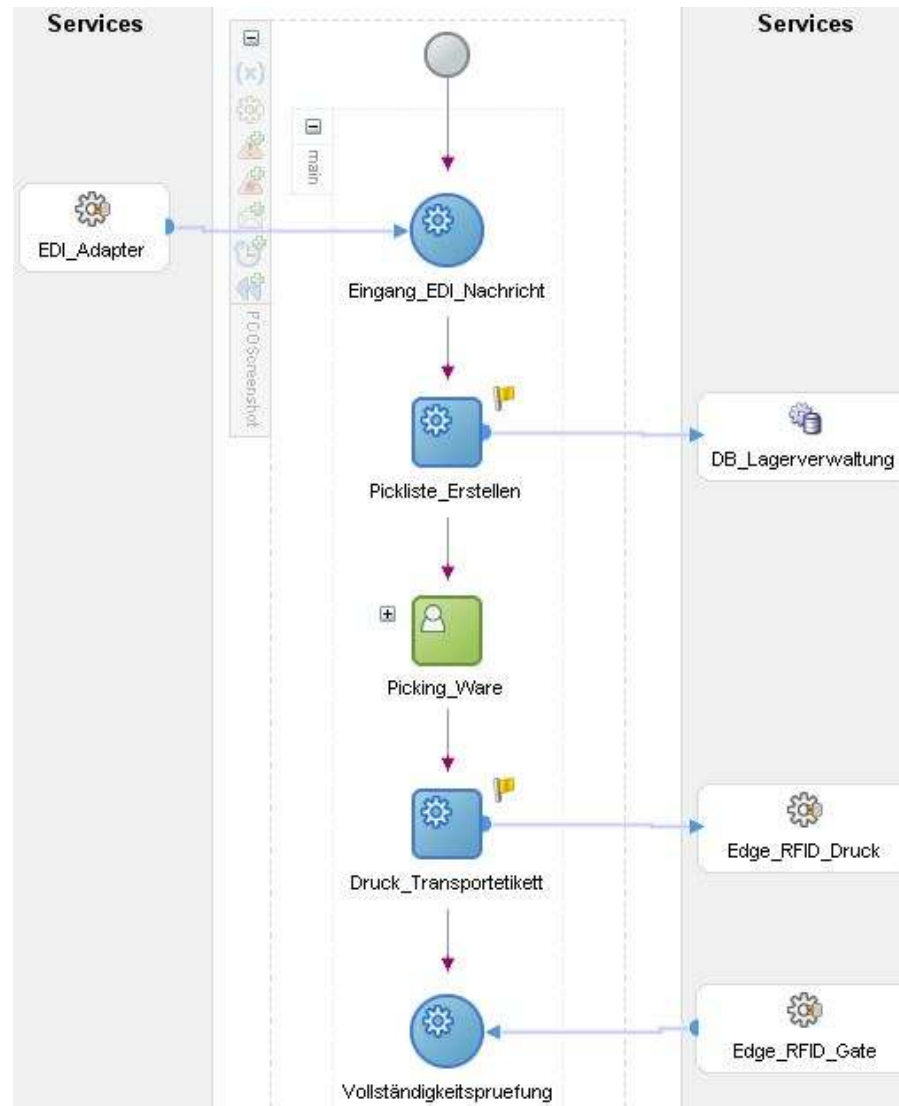 Services
Services
(x)
main
EDI_Adapter
Eingang_EDI_Nachricht
Pickliste_Erstellen
DB_Lagerverwaltung
Picking_Ware
Druck_Transportetikett
Edge_RFID_Druck
Edge_RFID_Gate
Vollständigkeitspruefung